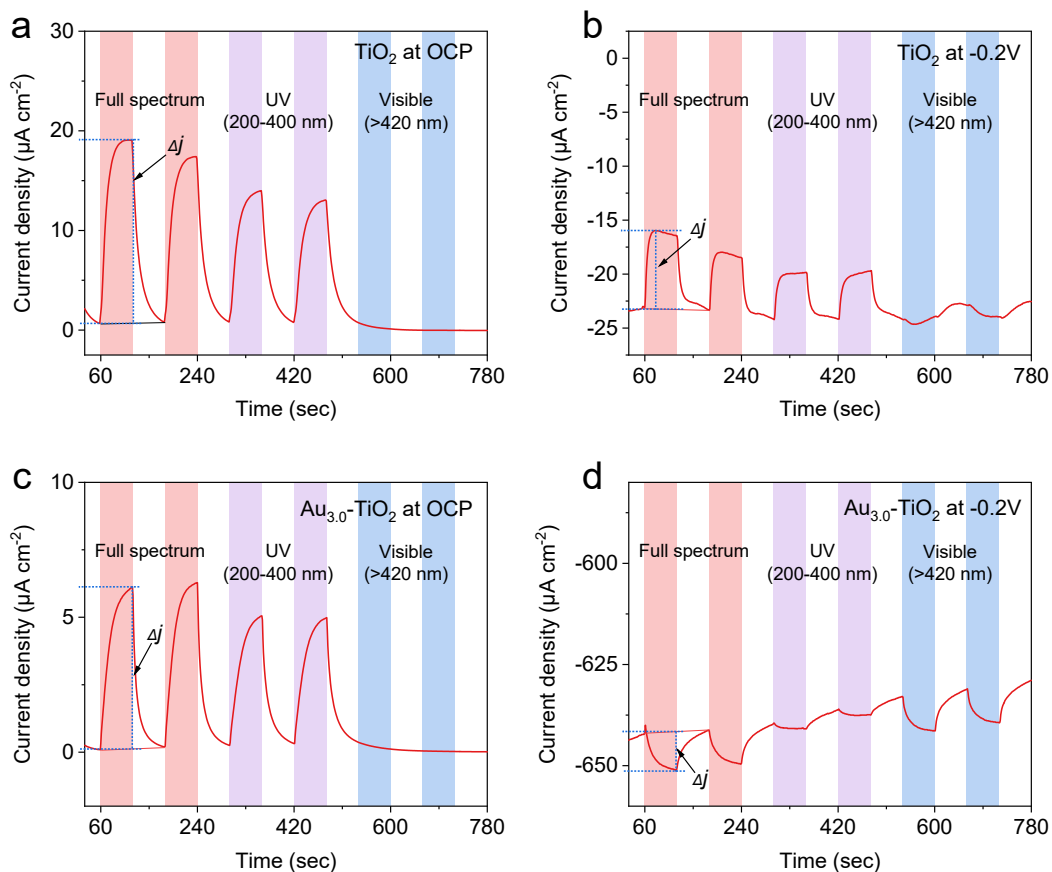 a
TiO₂ at OCP
Full spectrum
UV
(200-400 nm)
Visible
(>420 nm)
Δj
Current density (µA cm⁻²)
30
20
10
0
60 240 420 600 780
Time (sec)
b
TiO₂ at -0.2V
Full spectrum
UV
(200-400 nm)
Visible
(>420 nm)
Δj
Current density (µA cm⁻²)
0
-5
-10
-15
-20
-25
60 240 420 600 780
Time (sec)
c
Au₃.₀-TiO₂ at OCP
Full spectrum
UV
(200-400 nm)
Visible
(>420 nm)
Δj
Current density (µA cm⁻²)
10
5
0
60 240 420 600 780
Time (sec)
d
Au₃.₀-TiO₂ at -0.2V
Full spectrum
UV
(200-400 nm)
Visible
(>420 nm)
Δj
Current density (µA cm⁻²)
-600
-625
-650
60 240 420 600 780
Time (sec)